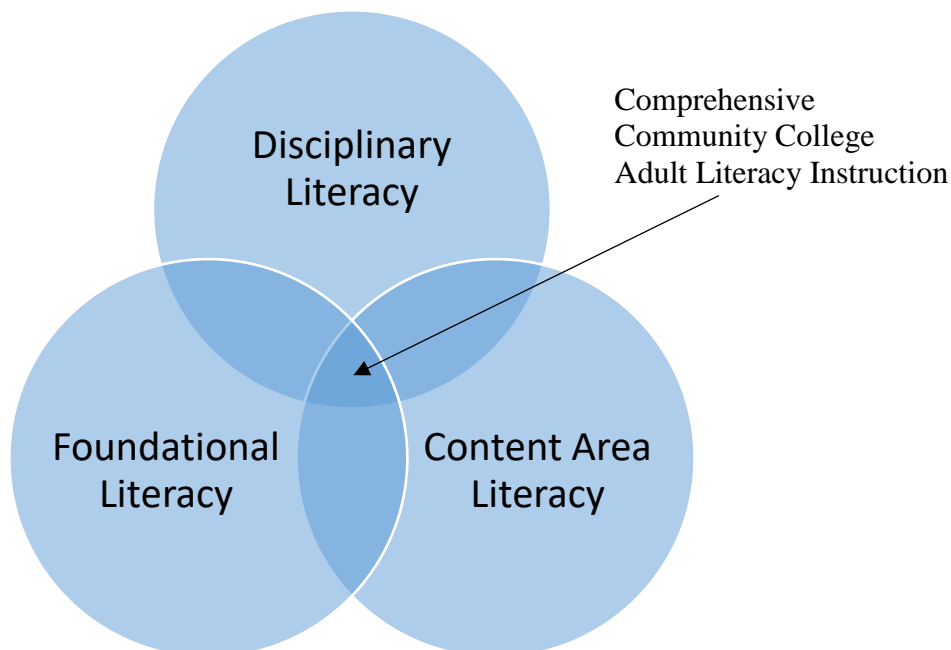 Disciplinary
Literacy
Comprehensive
Community College
Adult Literacy Instruction
Foundational
Literacy
Content Area
Literacy